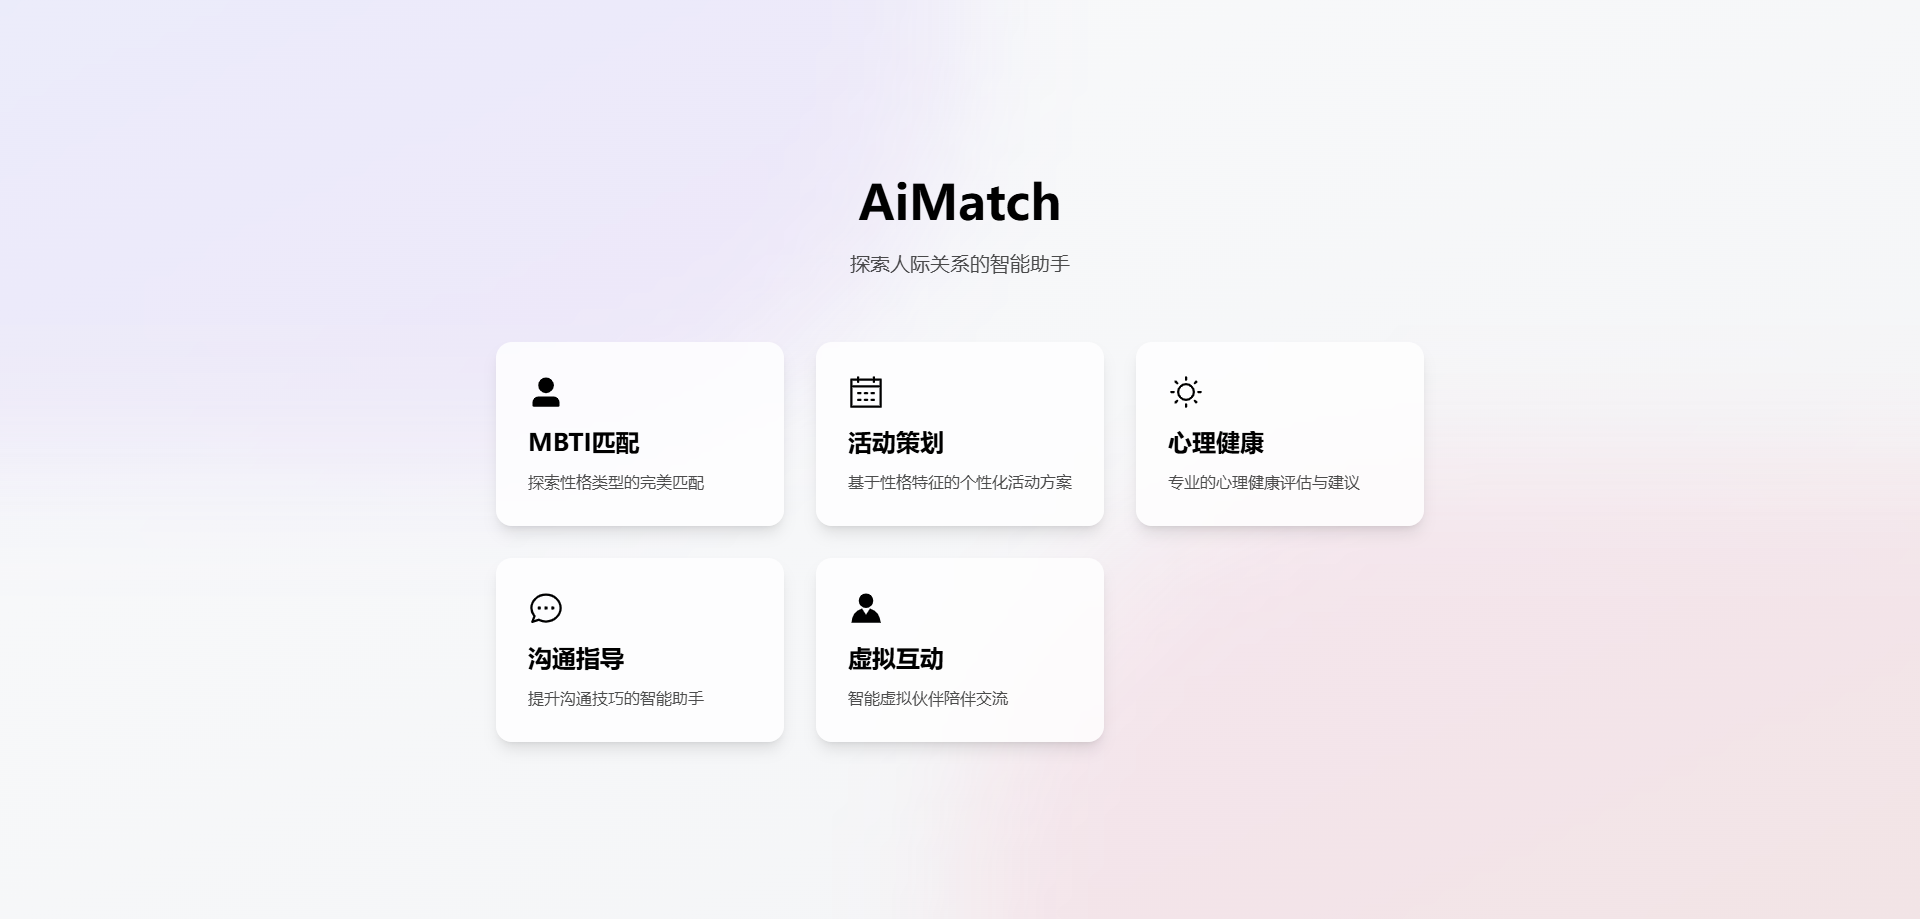 AiMatch
探索人际关系的智能助手
MBTI匹配
探索性格类型的完美匹配
活动策划
基于性格特征的个性化活动方案
心理健康
专业的心理健康评估与建议
沟通指导
提升沟通技巧的智能助手
虚拟互动
智能虚拟伙伴陪伴交流